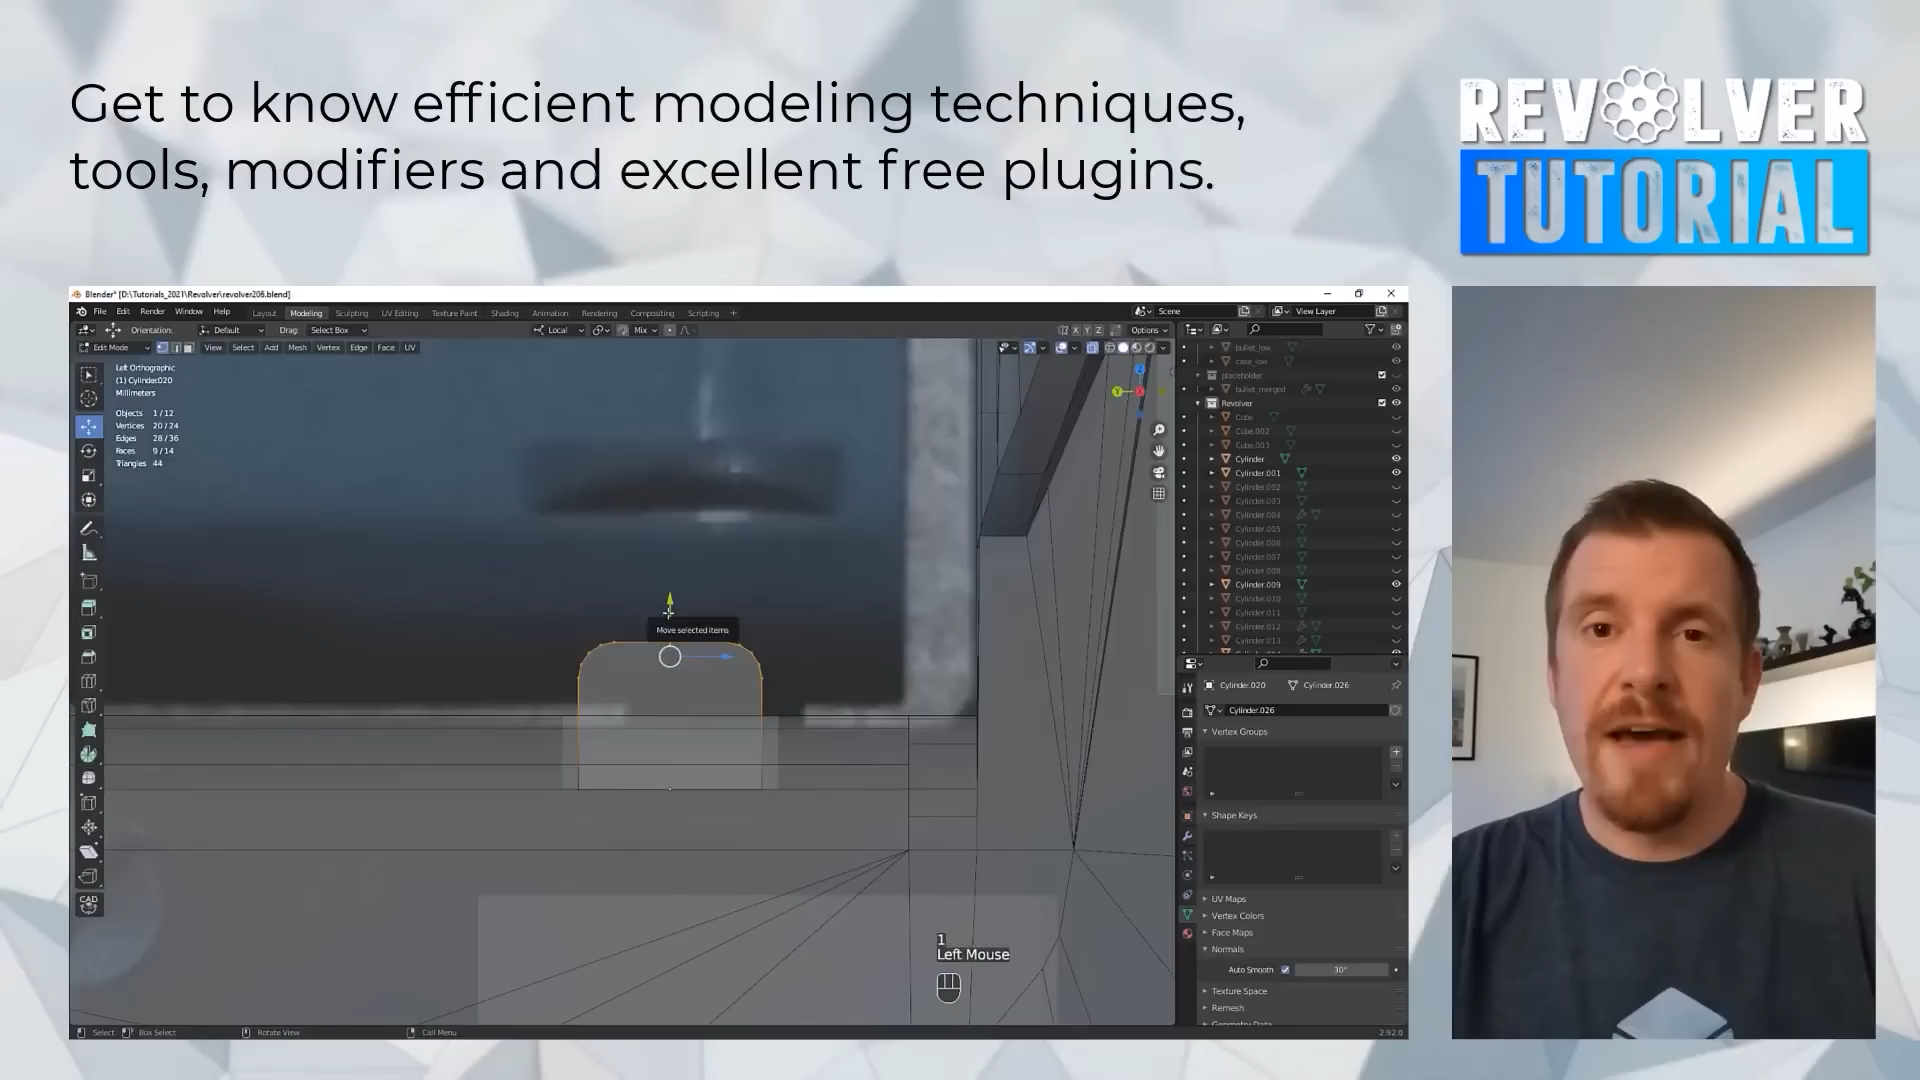 Get to know efficient modeling techniques,
tools, modifiers and excellent free plugins.
REVOLVER
TUTORIAL
Blender* [D:\Tutorials_2021\Revolver\revolver206.blend]
File Edit Render Window Help
Layout Modeling Sculpting UV Editing Texture Paint Shading Animation Rendering Compositing Scripting +
Scene
View Layer
Orientation: Default Drag: Select Box
Local
Mix
X Y Z
Options
Edit Mode
View Select Add Mesh Vertex Edge Face UV
Left Orthographic
(1) Cylinder.020
Millimeters
Objects 1/12
Vertices 20/24
Edges 28/36
Faces 9/14
Triangles 44
Move selected items
Y
Z
CAD
1
Left Mouse
bullet_low
case_low
placeholder
bullet_merged
Revolver
Cube
Cube.002
Cube.003
Cylinder
Cylinder.001
Cylinder.002
Cylinder.003
Cylinder.004
Cylinder.005
Cylinder.006
Cylinder.007
Cylinder.008
Cylinder.009
Cylinder.010
Cylinder.011
Cylinder.012
Cylinder.013
Cylinder.020 Cylinder.026
Cylinder.026
Vertex Groups
Shape Keys
UV Maps
Vertex Colors
Face Maps
Normals
Auto Smooth 30°
Texture Space
Remesh
Geometry Data
Select Box Select Rotate View Call Menu
2.92.0